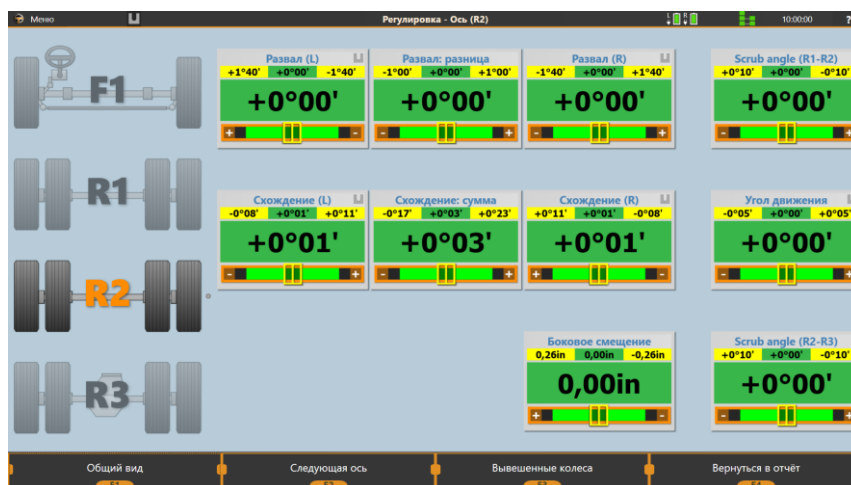 Меню
Регулировка - Ось (R2)
L R
10:00:00
?
F1
R1
R2
R3
Развал (L)
+1°40' +0°00' -1°40'
+0°00'
+ -
Развал: разница
-1°00' +0°00' +1°00'
+0°00'
- +
Развал (R)
-1°40' +0°00' +1°40'
+0°00'
- +
Scrub angle (R1-R2)
+0°10' +0°00' -0°10'
+0°00'
-
Схождение (L)
-0°08' +0°01' +0°11'
+0°01'
- +
Схождение: сумма
-0°17' +0°03' +0°23'
+0°03'
- +
Схождение (R)
+0°11' +0°01' -0°08'
+0°01'
+ -
Угол движения
-0°05' +0°00' +0°05'
+0°00'
- +
Боковое смещение
0,26in 0,00in -0,26in
0,00in
+ -
Scrub angle (R2-R3)
+0°10' +0°00' -0°10'
+0°00'
-
Общий вид
F1
Следующая ось
F2
Вывешенные колеса
F3
Вернуться в отчёт
F4